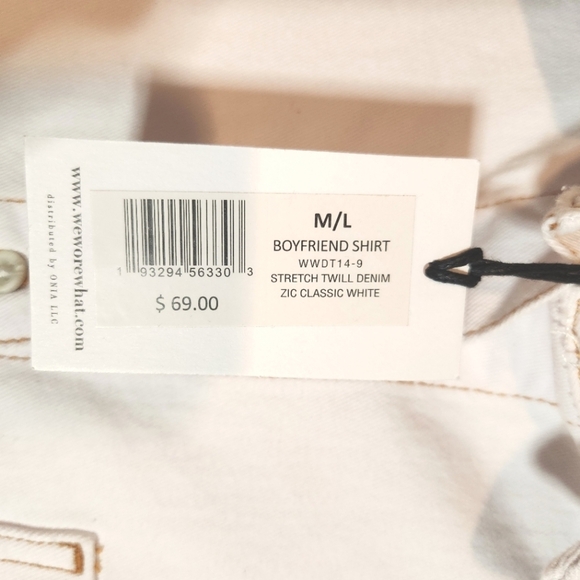 www.weworewhat.com
distributed by ONIA LLC
1 93294 56330 3
$ 69.00
M/L
BOYFRIEND SHIRT
WWDT14-9
STRETCH TWILL DENIM
ZIC CLASSIC WHITE